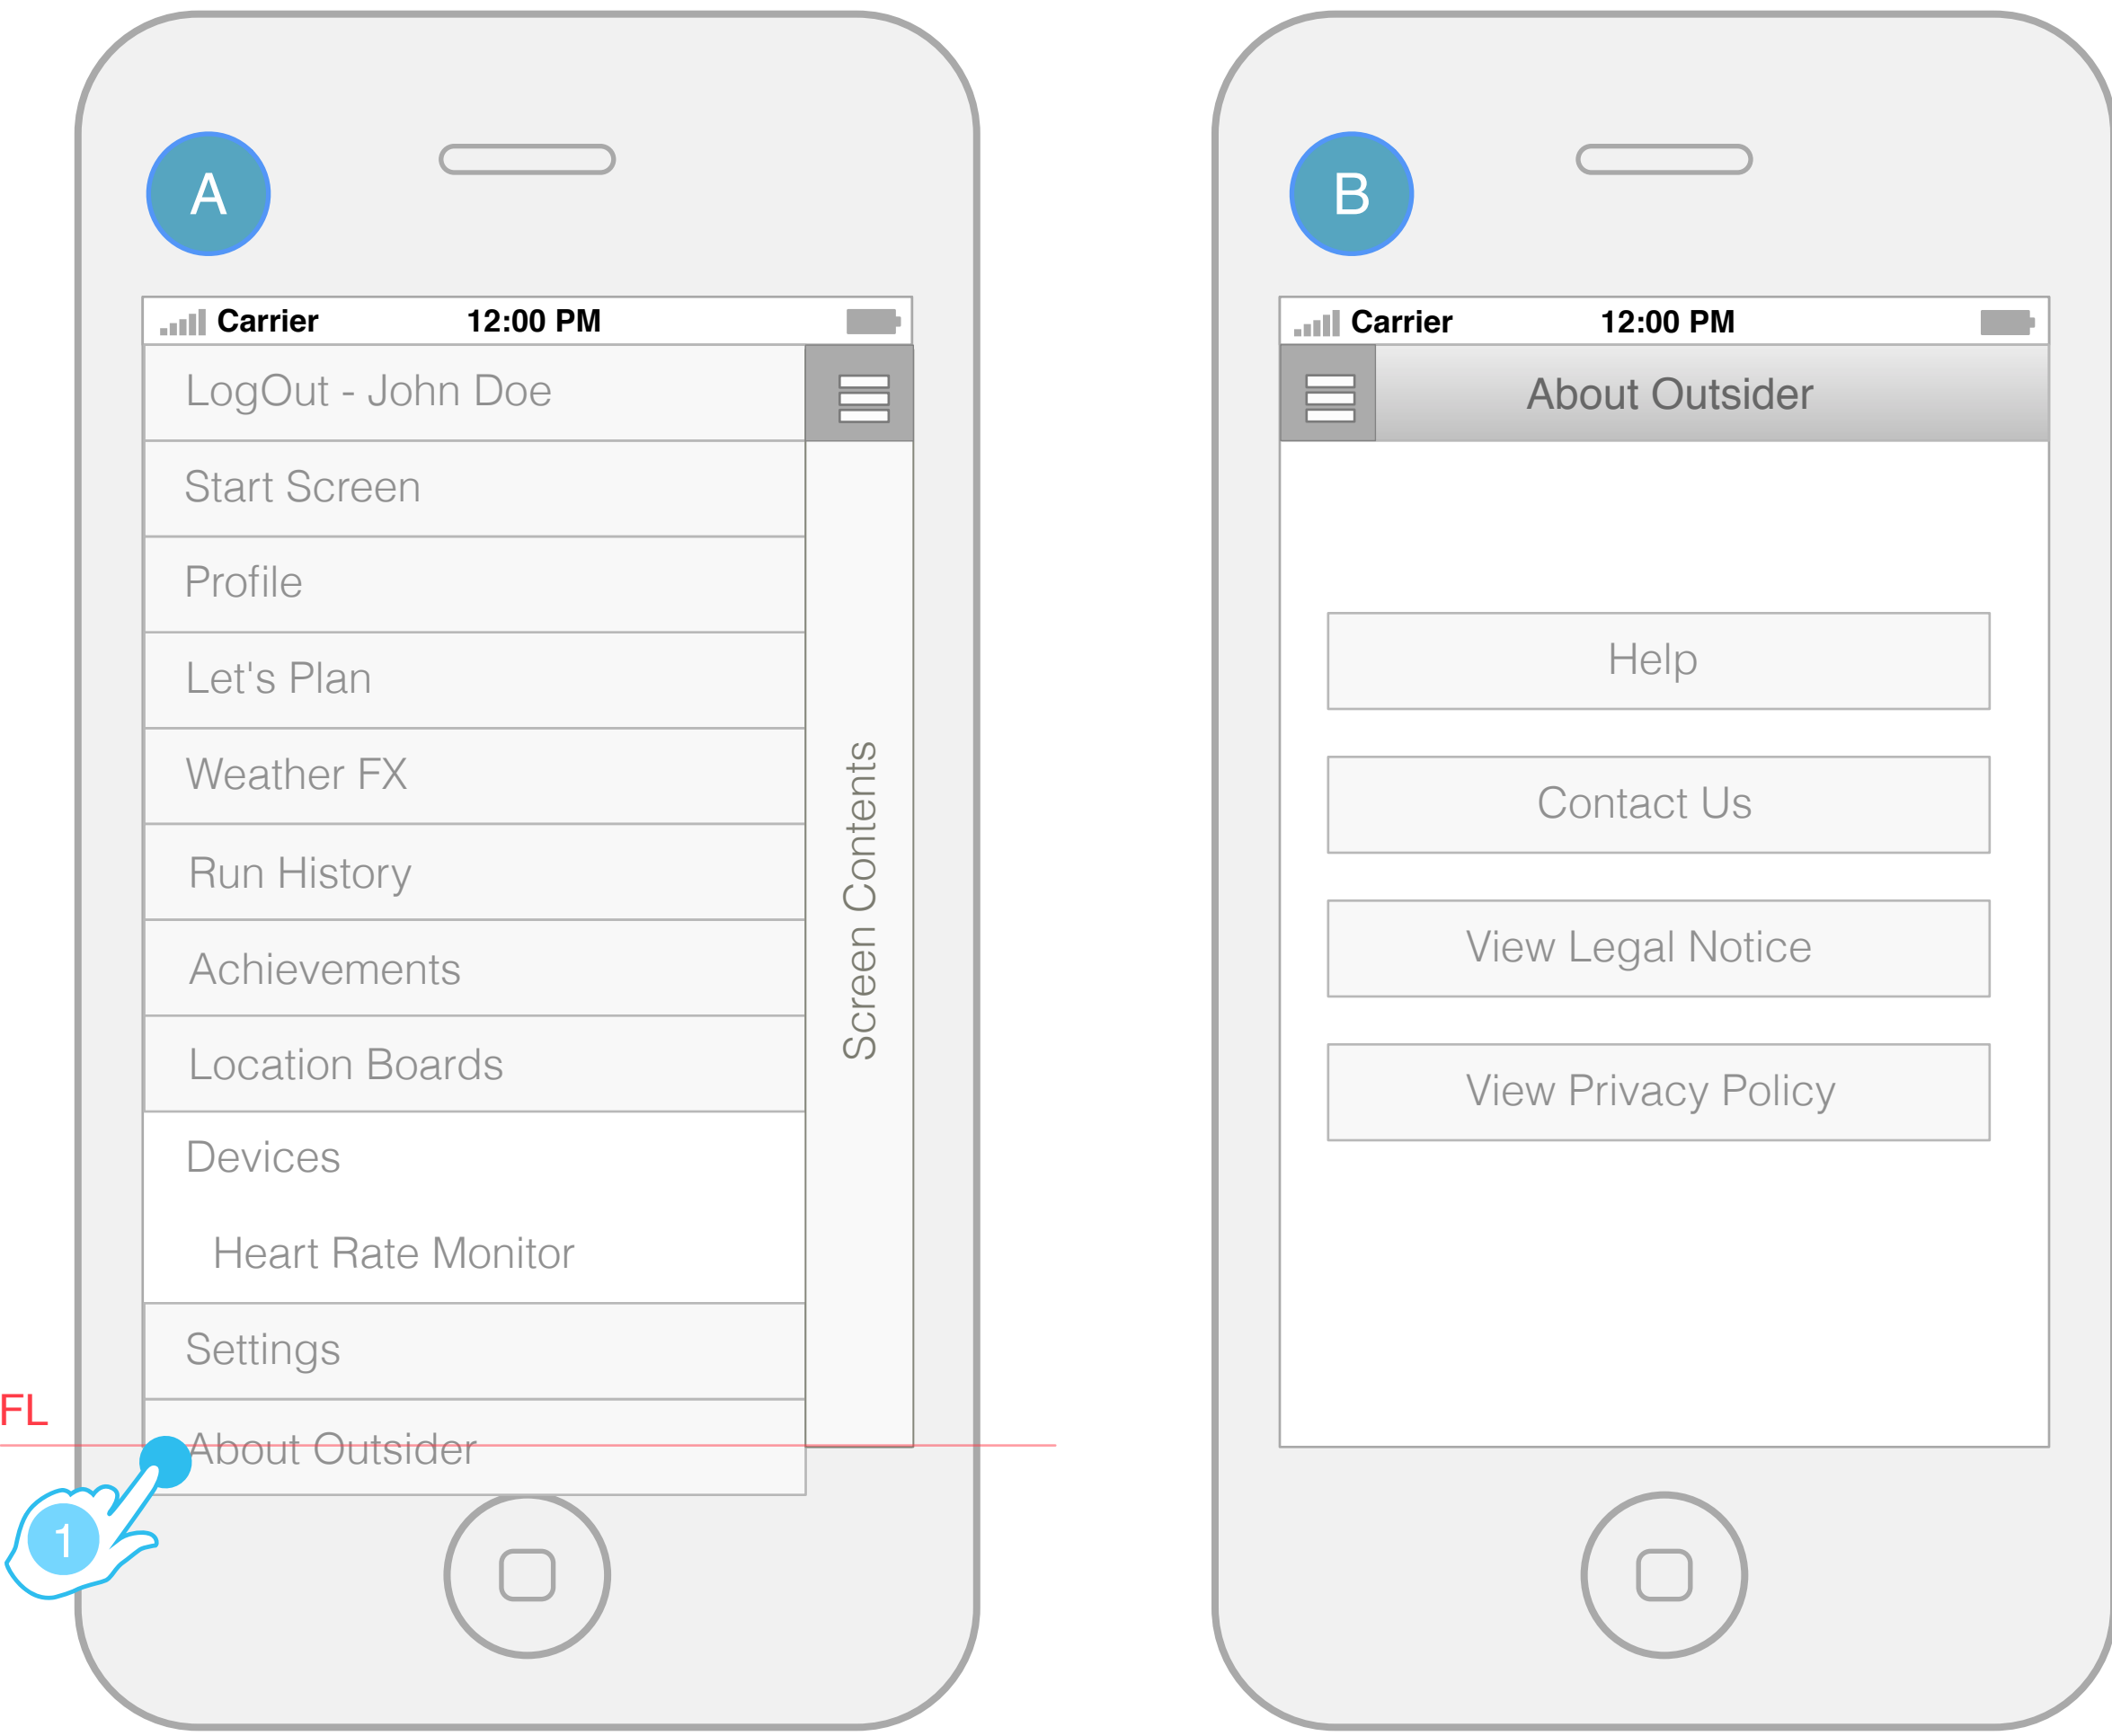 A
Carrier 12:00 PM
LogOut - John Doe
Start Screen
Profile
Let's Plan
Weather FX
Run History
Achievements
Location Boards
Devices
Heart Rate Monitor
Settings
About Outsider
Screen Contents
FL
1
B
Carrier 12:00 PM
About Outsider
Help
Contact Us
View Legal Notice
View Privacy Policy